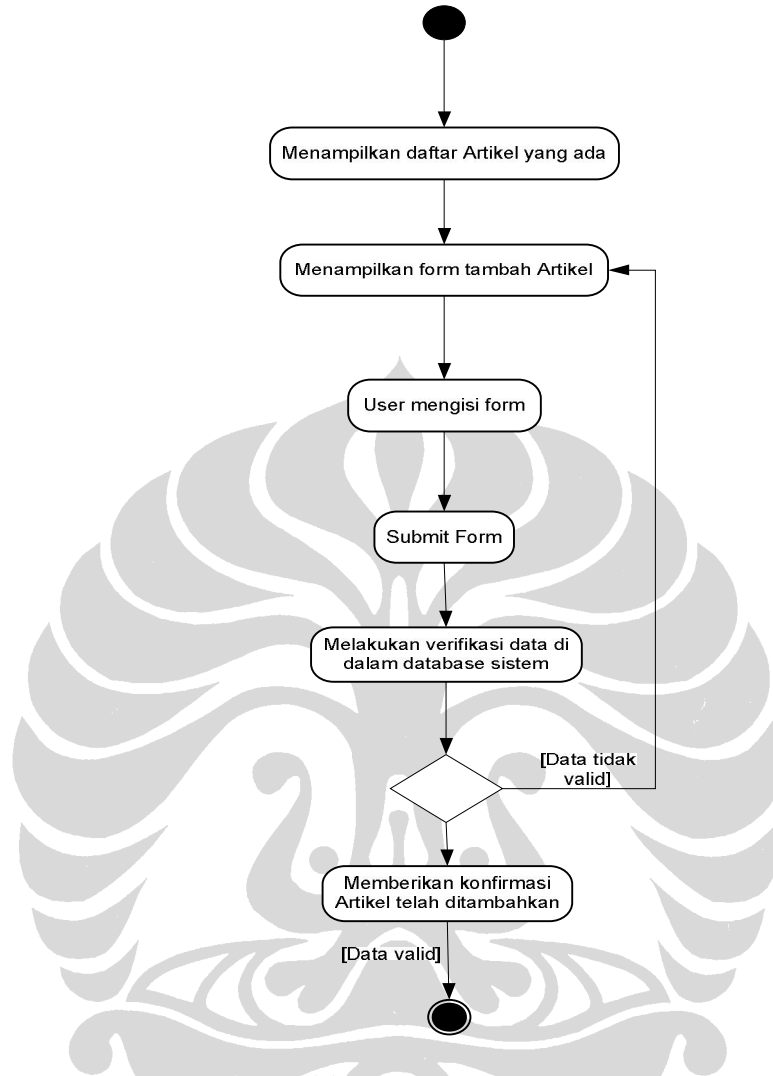 Menampilkan daftar Artikel yang ada
Menampilkan form tambah Artikel
User mengisi form
Submit Form
Melakukan verifikasi data di
dalam database sistem
[Data tidak
valid]
Memberikan konfirmasi
Artikel telah ditambahkan
[Data valid]